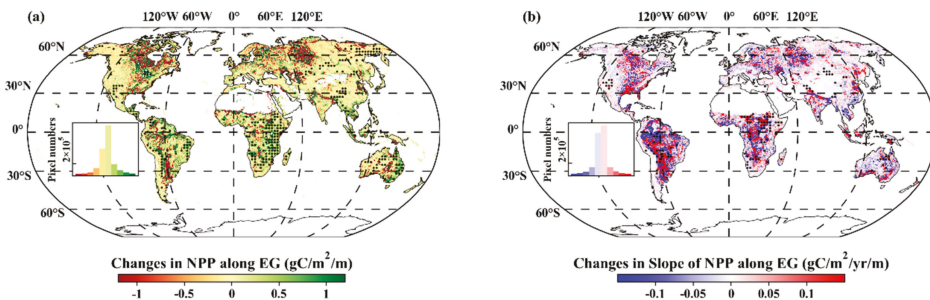 (a) 120°W 60°W 0° 60°E 120°E
60°N
30°N
0°
30°S
60°S
Pixel numbers
2×10⁵
Changes in NPP along EG (gC/m²/m)
-1 -0.5 0 0.5 1
(b) 120°W 60°W 0° 60°E 120°E
60°N
30°N
0°
30°S
60°S
Pixel numbers
2×10⁵
Changes in Slope of NPP along EG (gC/m²/yr/m)
-0.1 -0.05 0 0.05 0.1